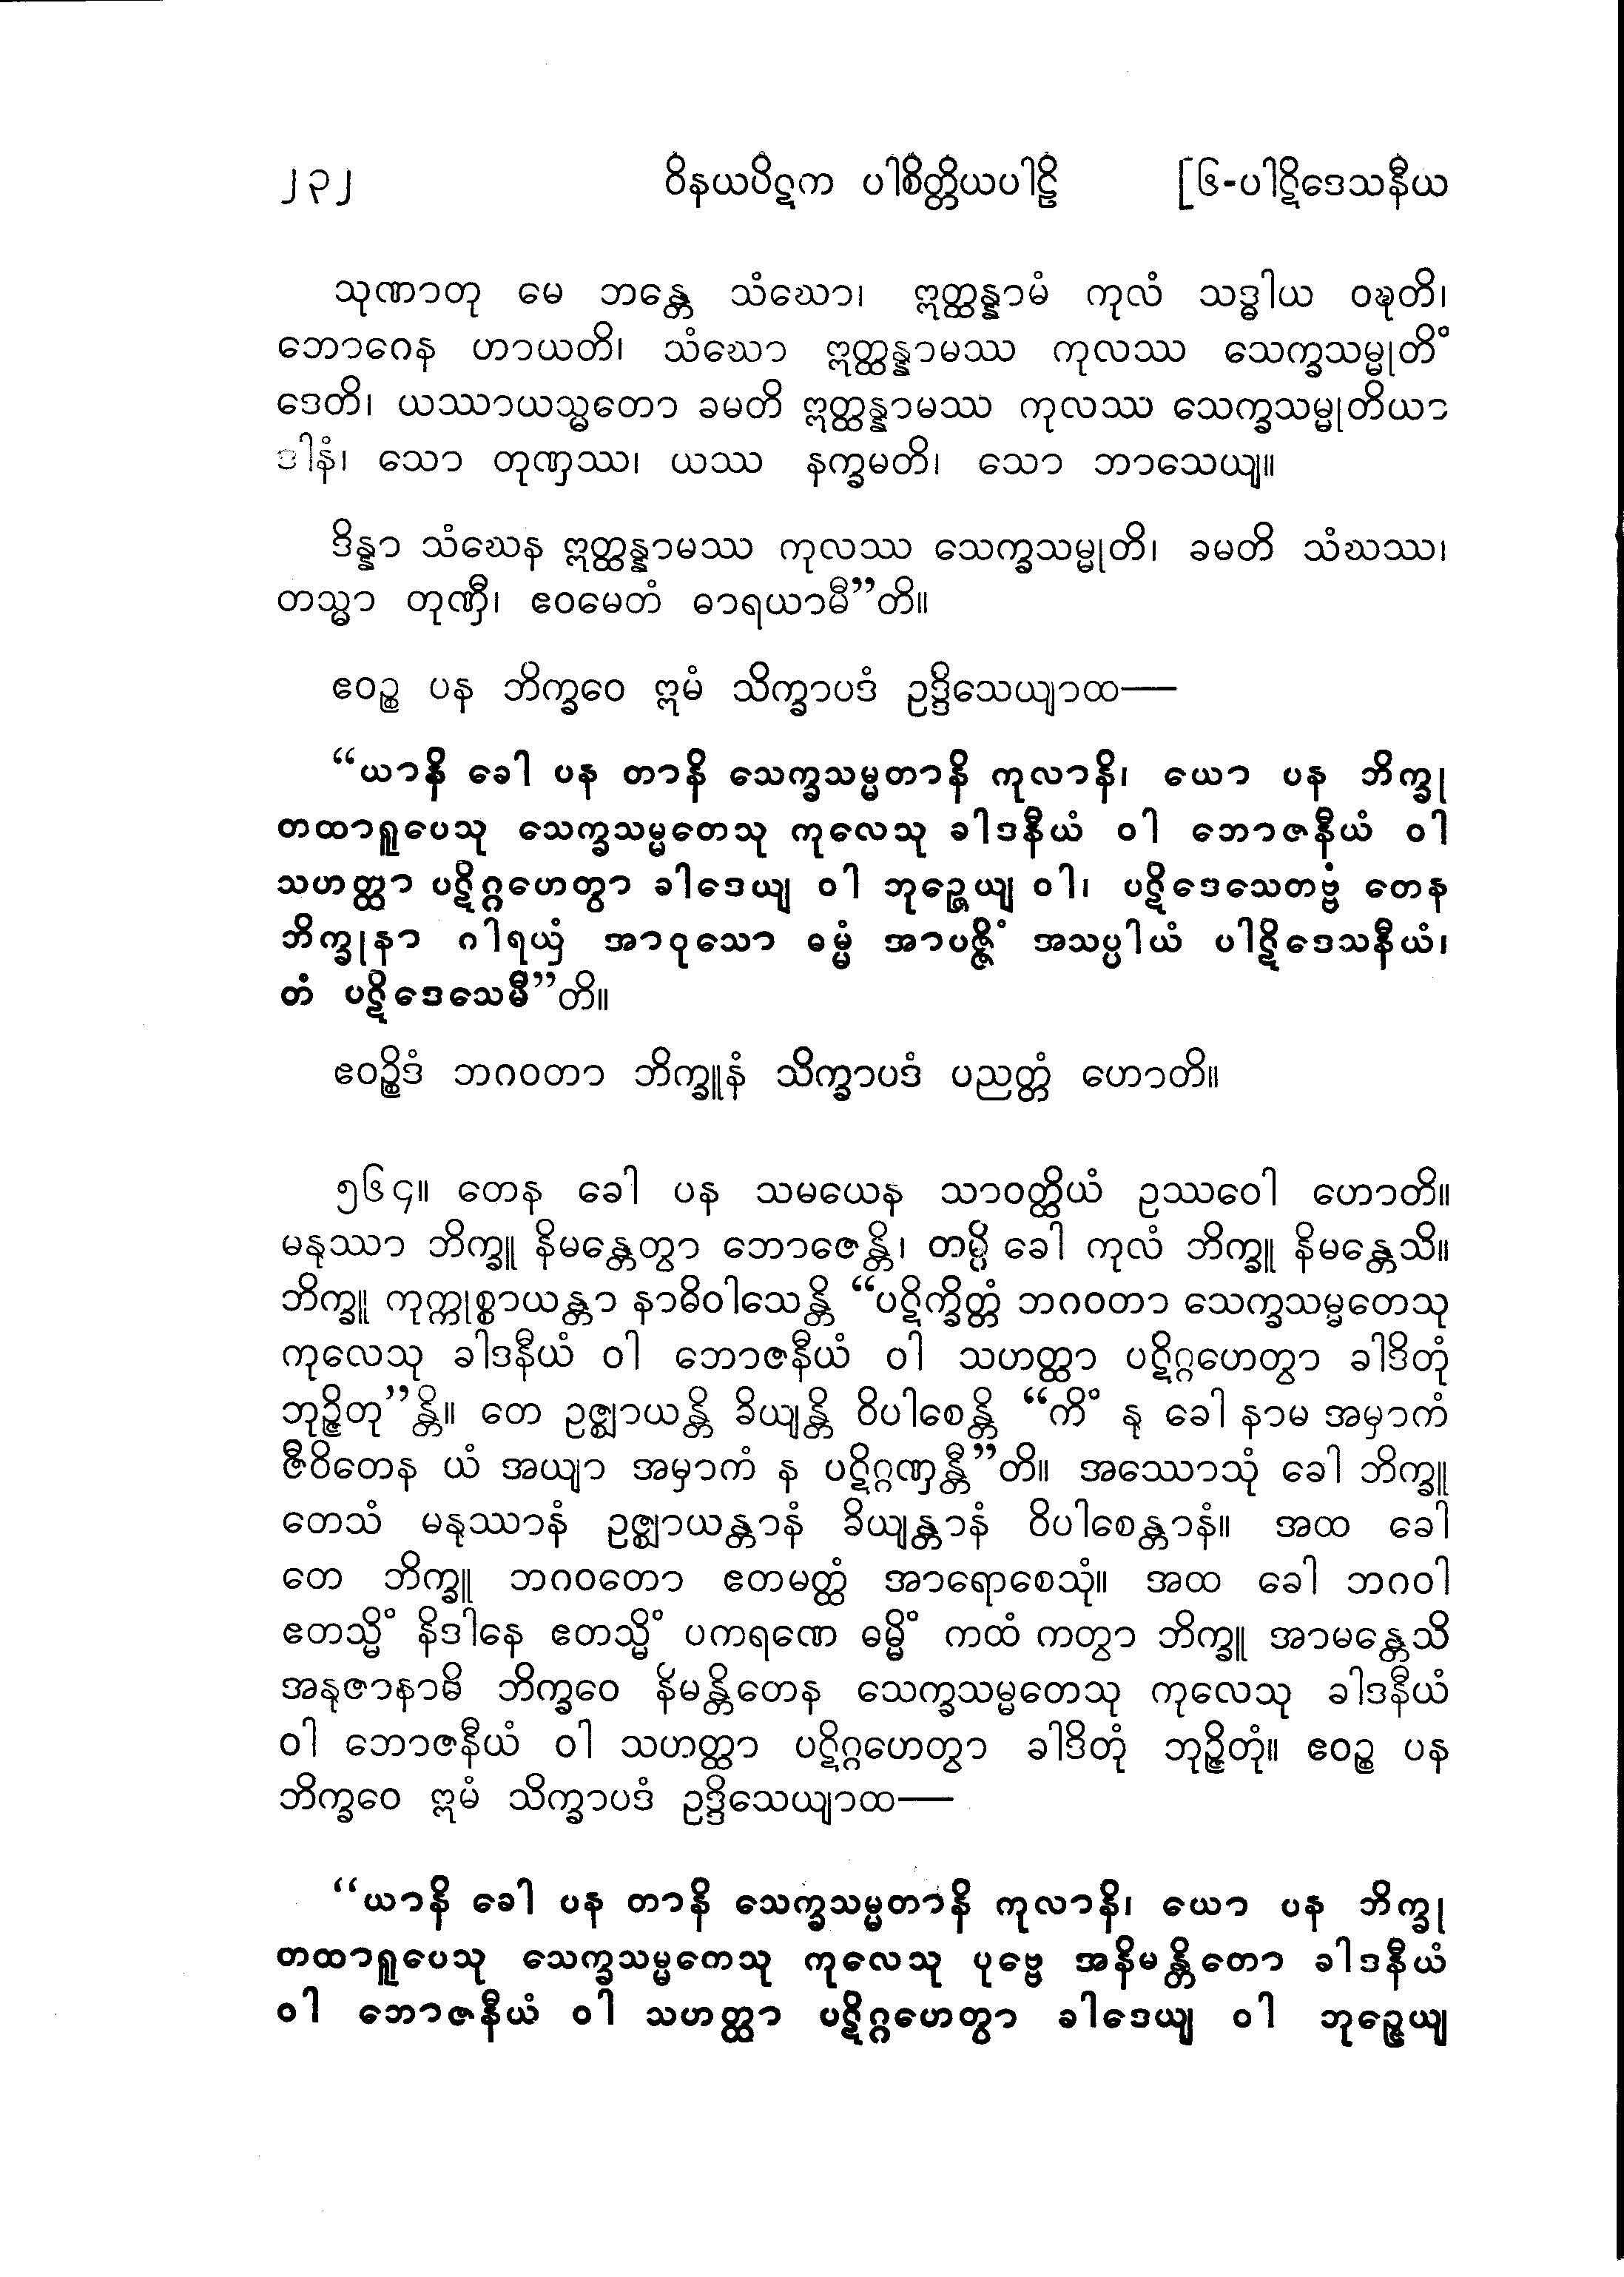 ၂၃၂ ဝိနယပိဋက ပါစိတ္တိယပါဠိ [၆-ပါဋိဒေသနီယ
သုဏာတု မေ ဘန္တေ သံဃော၊ ဣတ္ထန္နာမံ ကုလံ သဒ္ဓါယ ဝဍ္ဎတိ၊
ဘောဂေန ဟာယတိ၊ သံဃော ဣတ္ထန္နာမဿ ကုလဿ သေက္ခသမ္မုတိံ
ဒေတိ၊ ယဿာယသ္မတော ခမတိ ဣတ္ထန္နာမဿ ကုလဿ သေက္ခသမ္မုတိယာ
ဒါနံ၊ သော တုဏှဿ၊ ယဿ နက္ခမတိ၊ သော ဘာသေယျ။
ဒိန္နာ သံဃေန ဣတ္ထန္နာမဿ ကုလဿ သေက္ခသမ္မုတိ၊ ခမတိ သံဃဿ၊
တသ္မာ တုဏှီ၊ ဧဝမေတံ ဓာရယာမီ”တိ။
ဧဝဉ္စ ပန ဘိက္ခဝေ ဣမံ သိက္ခာပဒံ ဥဒ္ဒိသေယျာထ—
“ယာနိ ခေါ ပန တာနိ သေက္ခသမ္မတာနိ ကုလာနိ၊ ယော ပန ဘိက္ခု
တထာရူပေသု သေက္ခသမ္မတေသု ကုလေသု ခါဒနီယံ ဝါ ဘောဇနီယံ ဝါ
သဟတ္ထာ ပဋိဂ္ဂဟေတွာ ခါဒေယျ ဝါ ဘုဉ္ဇေယျ ဝါ၊ ပဋိဒေသေတဗ္ဗံ တေန
ဘိက္ခုနာ ဂါရယှံ အာဝုသော ဓမ္မံ အာပဇ္ဇိံ အသပ္ပါယံ ပါဋိဒေသနီယံ၊
တံ ပဋိဒေသေမီ”တိ။
ဧဝဉ္စိဒံ ဘဂဝတာ ဘိက္ခူနံ သိက္ခာပဒံ ပညတ္တံ ဟောတိ။
၅၆၄။ တေန ခေါ ပန သမယေန သာဝတ္ထိယံ ဥဿဝေါ ဟောတိ။
မနုဿာ ဘိက္ခူ နိမန္တေတွာ ဘောဇေန္တိ၊ တမ္ပိ ခေါ ကုလံ ဘိက္ခူ နိမန္တေသိ။
ဘိက္ခူ ကုက္ကုစ္စာယန္တာ နာဓိဝါသေန္တိ “ပဋိက္ခိတ္တံ ဘဂဝတာ သေက္ခသမ္မတေသု
ကုလေသု ခါဒနီယံ ဝါ ဘောဇနီယံ ဝါ သဟတ္ထာ ပဋိဂ္ဂဟေတွာ ခါဒိတုံ
ဘုဉ္ဇိတု”န္တိ။ တေ ဥဇ္ဈာယန္တိ ခိယျန္တိ ဝိပါစေန္တိ “ကိံ နု ခေါ နာမ အမှာကံ
ဇီဝိတေန ယံ အယျာ အမှာကံ န ပဋိဂ္ဂဏှန္တီ”တိ။ အဿောသုံ ခေါ ဘိက္ခူ
တေသံ မနုဿာနံ ဥဇ္ဈာယန္တာနံ ခိယျန္တာနံ ဝိပါစေန္တာနံ။ အထ ခေါ
တေ ဘိက္ခူ ဘဂဝတော ဧတမတ္ထံ အာရောစေသုံ။ အထ ခေါ ဘဂဝါ
ဧတသ္မိံ နိဒါနေ ဧတသ္မိံ ပကရဏေ ဓမ္မိံ ကထံ ကတွာ ဘိက္ခူ အာမန္တေသိ
အနုဇာနာမိ ဘိက္ခဝေ နိမန္တိတေန သေက္ခသမ္မတေသု ကုလေသု ခါဒနီယံ
ဝါ ဘောဇနီယံ ဝါ သဟတ္ထာ ပဋိဂ္ဂဟေတွာ ခါဒိတုံ ဘုဉ္ဇိတုံ။ ဧဝဉ္စ ပန
ဘိက္ခဝေ ဣမံ သိက္ခာပဒံ ဥဒ္ဒိသေယျာထ—
“ယာနိ ခေါ ပန တာနိ သေက္ခသမ္မတာနိ ကုလာနိ၊ ယော ပန ဘိက္ခု
တထာရူပေသု သေက္ခသမ္မတေသု ကုလေသု ပုဗ္ဗေ အနိမန္တိတော ခါဒနီယံ
ဝါ ဘောဇနီယံ ဝါ သဟတ္ထာ ပဋိဂ္ဂဟေတွာ ခါဒေယျ ဝါ ဘုဉ္ဇေယျ